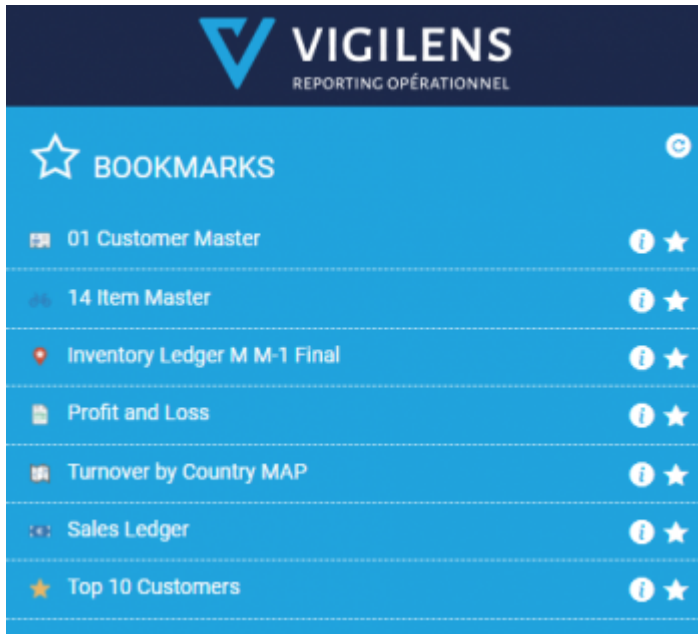 VIGILENS
REPORTING OPÉRATIONNEL
BOOKMARKS
01 Customer Master
14 Item Master
Inventory Ledger M M-1 Final
Profit and Loss
Turnover by Country MAP
Sales Ledger
Top 10 Customers